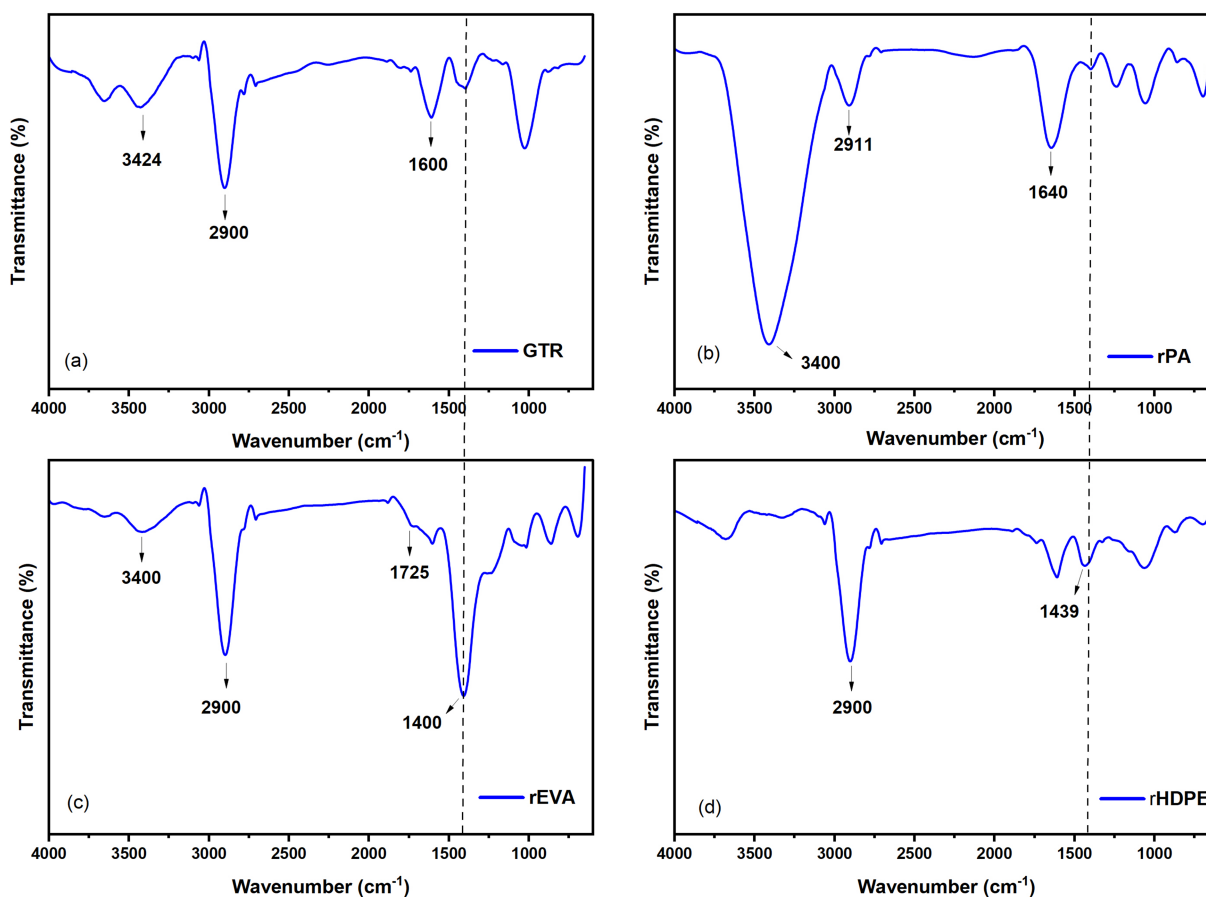 Transmittance (%)
3424
2900
1600
(a)
GTR
4000 3500 3000 2500 2000 1500 1000
Wavenumber (cm⁻¹)
Transmittance (%)
2911
1640
3400
(b)
rPA
4000 3500 3000 2500 2000 1500 1000
Wavenumber (cm⁻¹)
Transmittance (%)
3400
1725
2900
1400
(c)
rEVA
4000 3500 3000 2500 2000 1500 1000
Wavenumber (cm⁻¹)
Transmittance (%)
1439
2900
(d)
rHDPE
4000 3500 3000 2500 2000 1500 1000
Wavenumber (cm⁻¹)